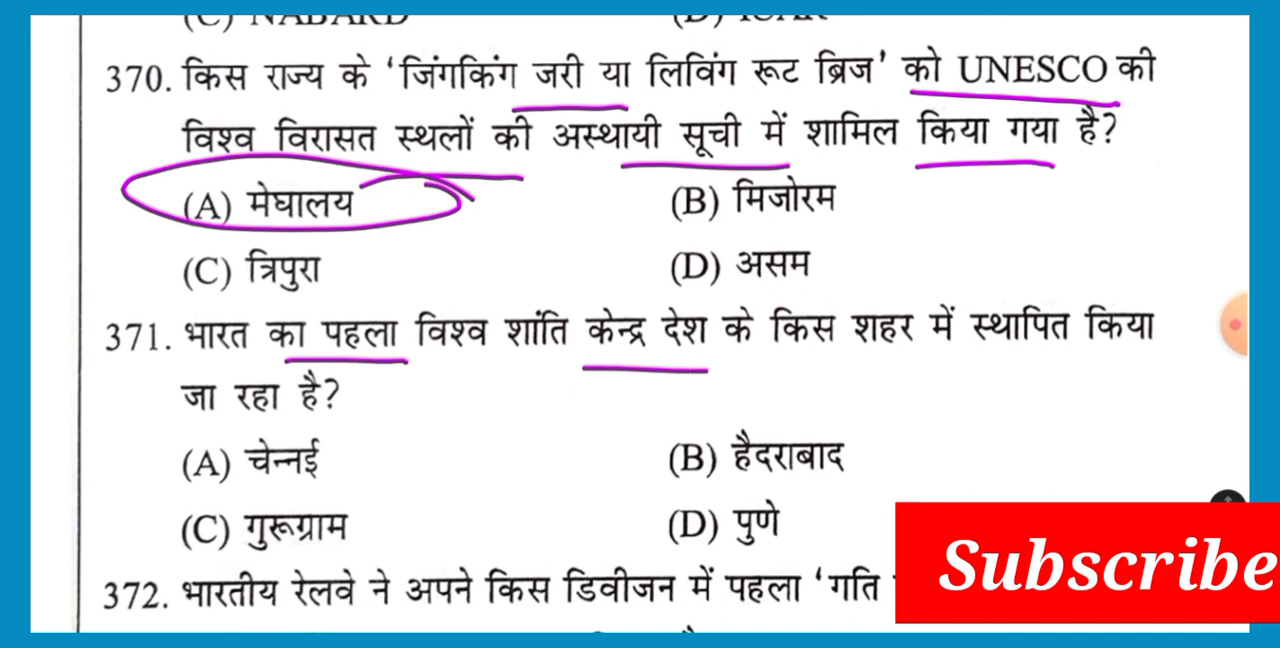 370. किस राज्य के ‘जिंगकिंग जरी या लिविंग रूट ब्रिज’ को UNESCO की
विश्व विरासत स्थलों की अस्थायी सूची में शामिल किया गया है?
(A) मेघालय (B) मिजोरम
(C) त्रिपुरा (D) असम
371. भारत का पहला विश्व शांति केन्द्र देश के किस शहर में स्थापित किया
जा रहा है?
(A) चेन्नई (B) हैदराबाद
(C) गुरूग्राम (D) पुणे
372. भारतीय रेलवे ने अपने किस डिवीजन में पहला ‘गति
Subscribe